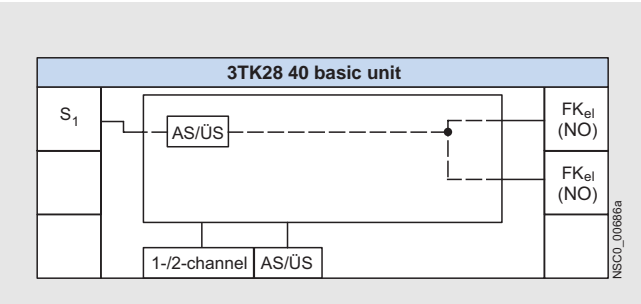 3TK28 40 basic unit
S1
AS/ÜS
FKel
(NO)
FKel
(NO)
1-/2-channel
AS/ÜS
NSC0_00686a